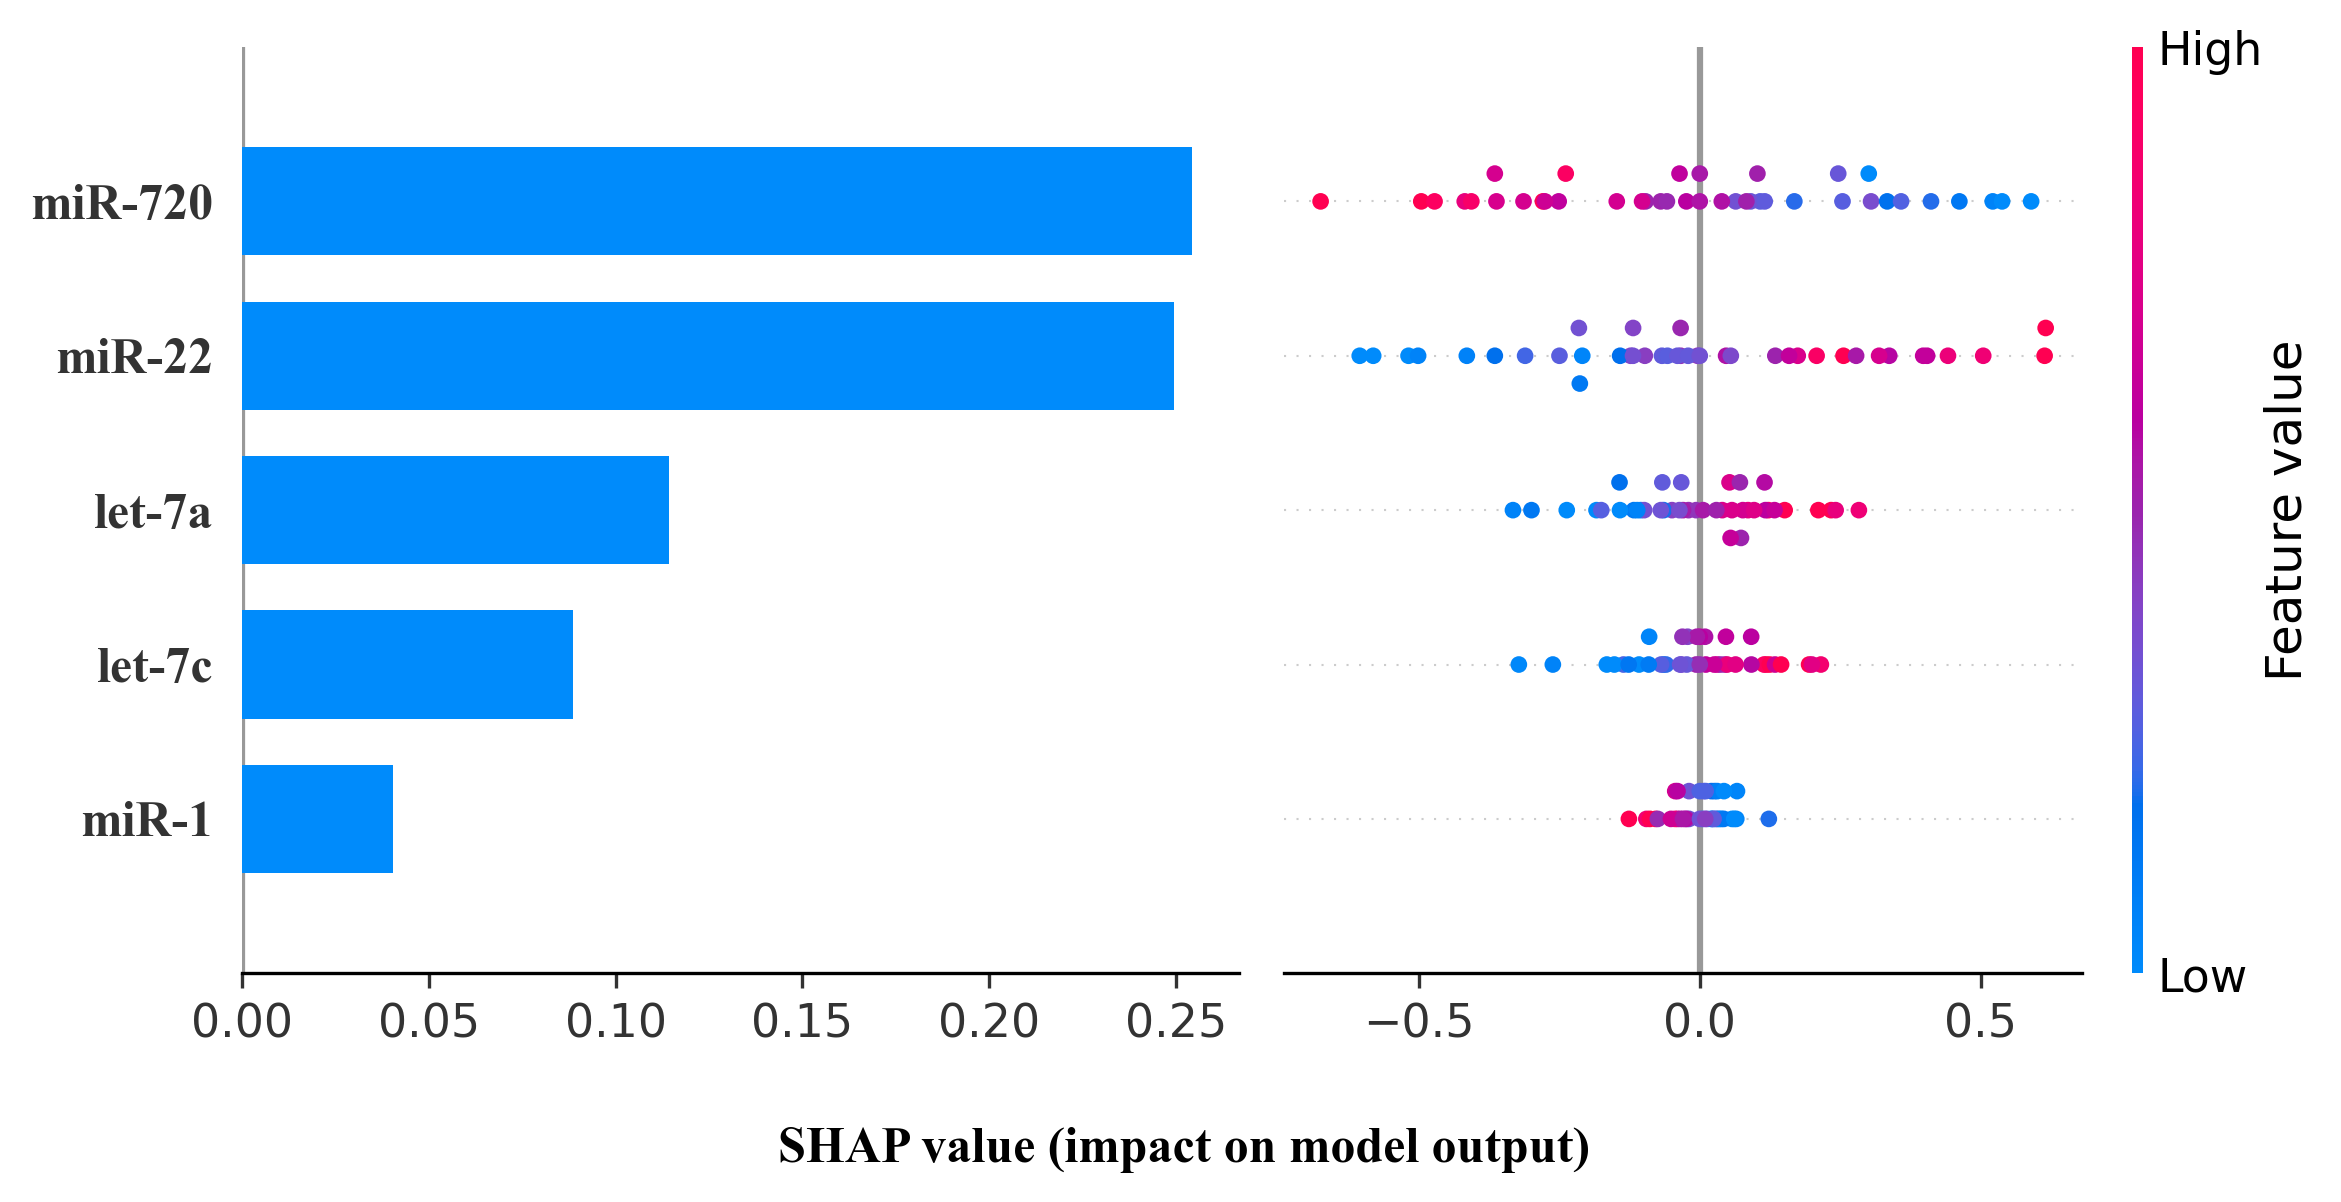 High
miR-720
miR-22
let-7a
let-7c
miR-1
Feature value
Low
0.00 0.05 0.10 0.15 0.20 0.25 −0.5 0.0 0.5
SHAP value (impact on model output)